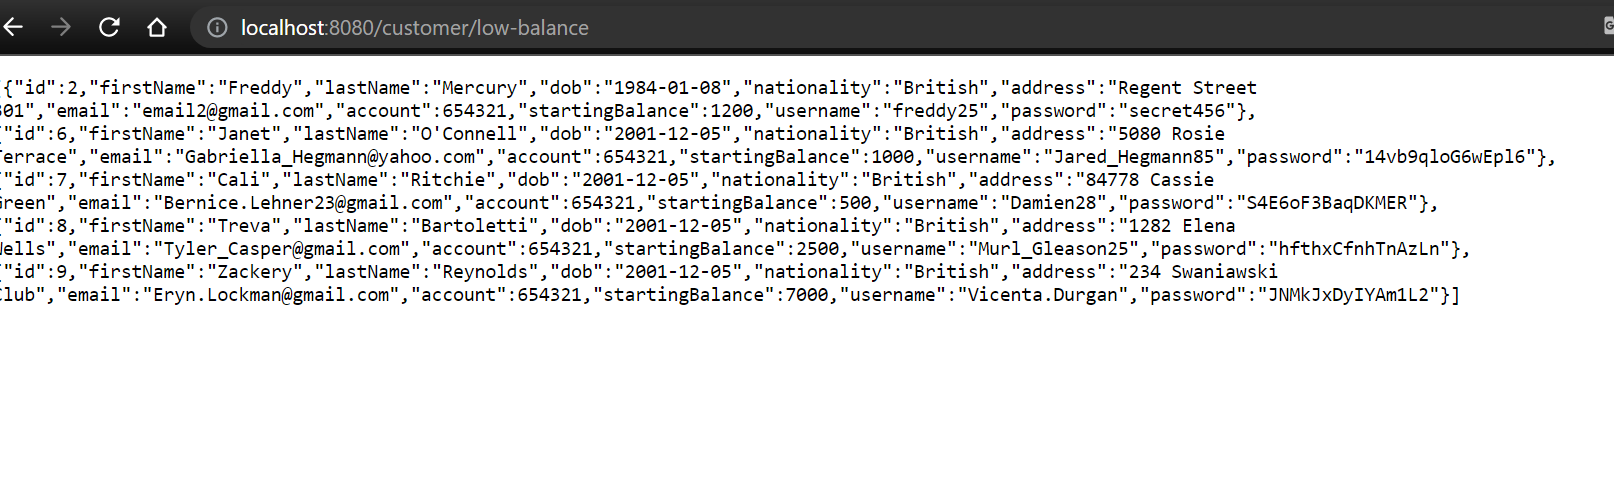 localhost:8080/customer/low-balance
[{"id":2,"firstName":"Freddy","lastName":"Mercury","dob":"1984-01-08","nationality":"British","address":"Regent Street
301","email":"email2@gmail.com","account":654321,"startingBalance":1200,"username":"freddy25","password":"secret456"},
{"id":6,"firstName":"Janet","lastName":"O'Connell","dob":"2001-12-05","nationality":"British","address":"5080 Rosie
Terrace","email":"Gabriella_Hegmann@yahoo.com","account":654321,"startingBalance":1000,"username":"Jared_Hegmann85","password":"14vb9qloG6wEpl6"},
{"id":7,"firstName":"Cali","lastName":"Ritchie","dob":"2001-12-05","nationality":"British","address":"84778 Cassie
Green","email":"Bernice.Lehner23@gmail.com","account":654321,"startingBalance":500,"username":"Damien28","password":"S4E6oF3BaqDKMER"},
{"id":8,"firstName":"Treva","lastName":"Bartoletti","dob":"2001-12-05","nationality":"British","address":"1282 Elena
Wells","email":"Tyler_Casper@gmail.com","account":654321,"startingBalance":2500,"username":"Murl_Gleason25","password":"hfthxCfnhTnAzLn"},
{"id":9,"firstName":"Zackery","lastName":"Reynolds","dob":"2001-12-05","nationality":"British","address":"234 Swaniawski
Club","email":"Eryn.Lockman@gmail.com","account":654321,"startingBalance":7000,"username":"Vicenta.Durgan","password":"JNMkJxDyIYAm1L2"}]